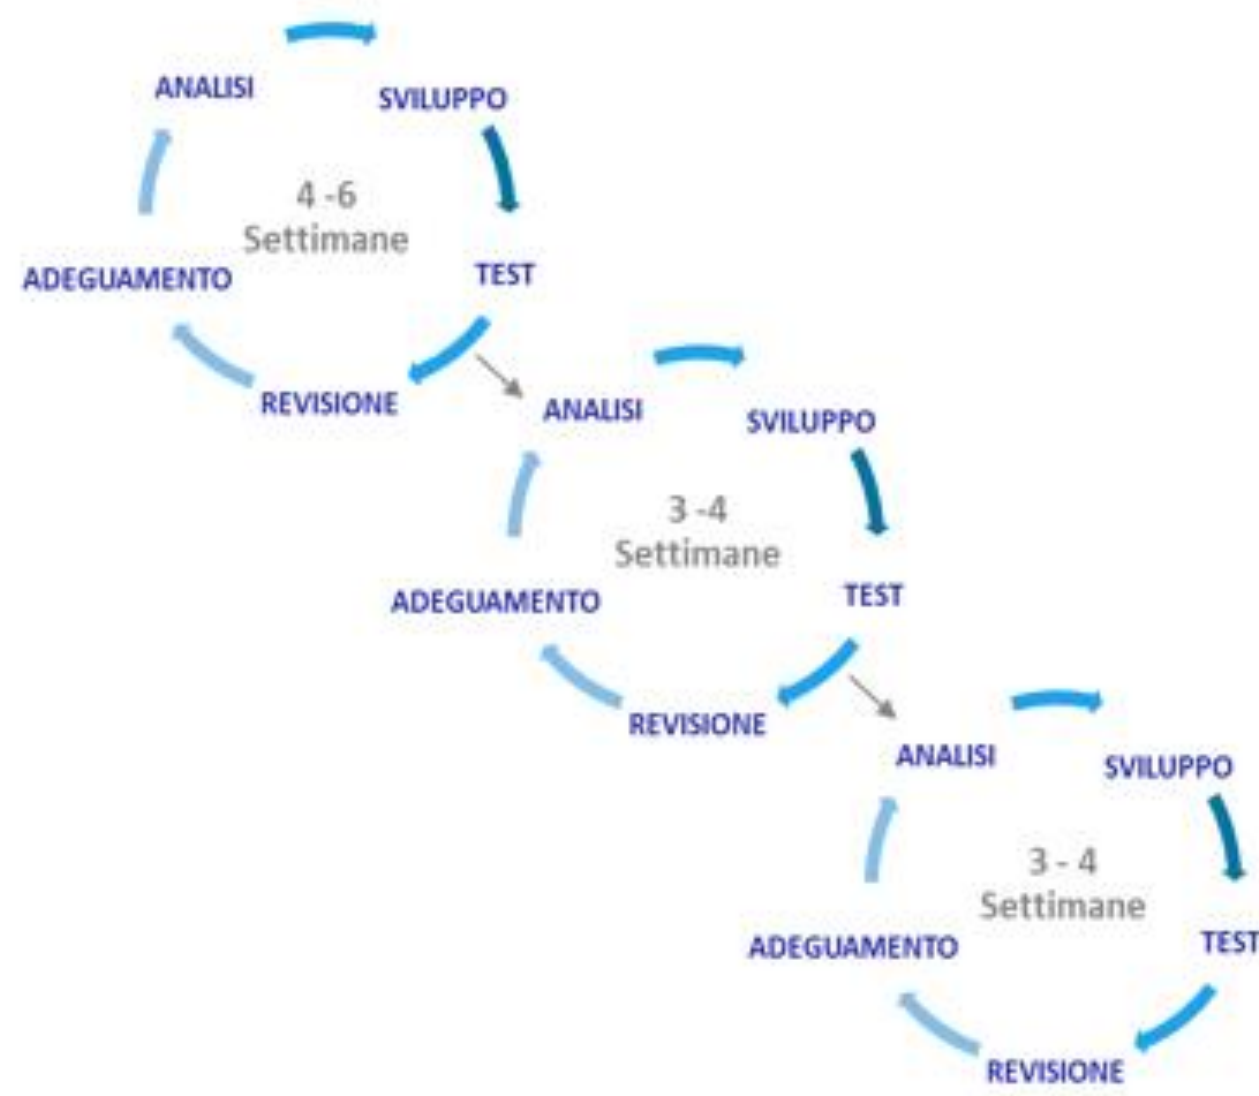 ANALISI
SVILUPPO
4 -6
Settimane
ADEGUAMENTO
TEST
REVISIONE
ANALISI
SVILUPPO
3 -4
Settimane
ADEGUAMENTO
TEST
REVISIONE
ANALISI
SVILUPPO
3 - 4
Settimane
ADEGUAMENTO
TEST
REVISIONE